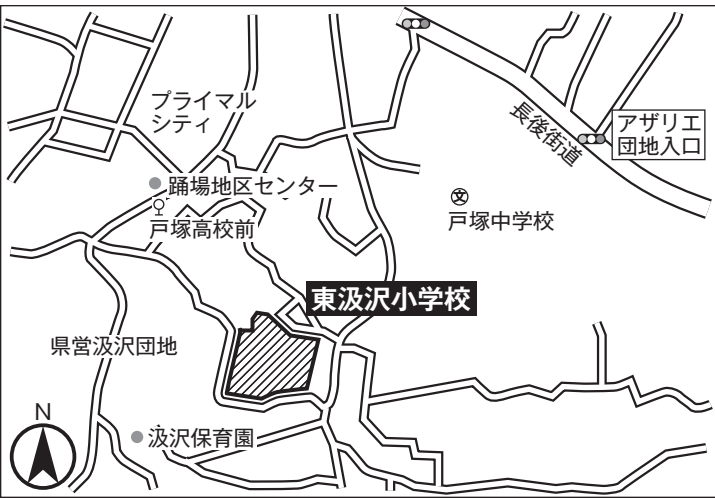 プライマル
シティ
長後街道
アザリエ
団地入口
踊場地区センター
戸塚高校前
文
戸塚中学校
東汲沢小学校
県営汲沢団地
N
汲沢保育園